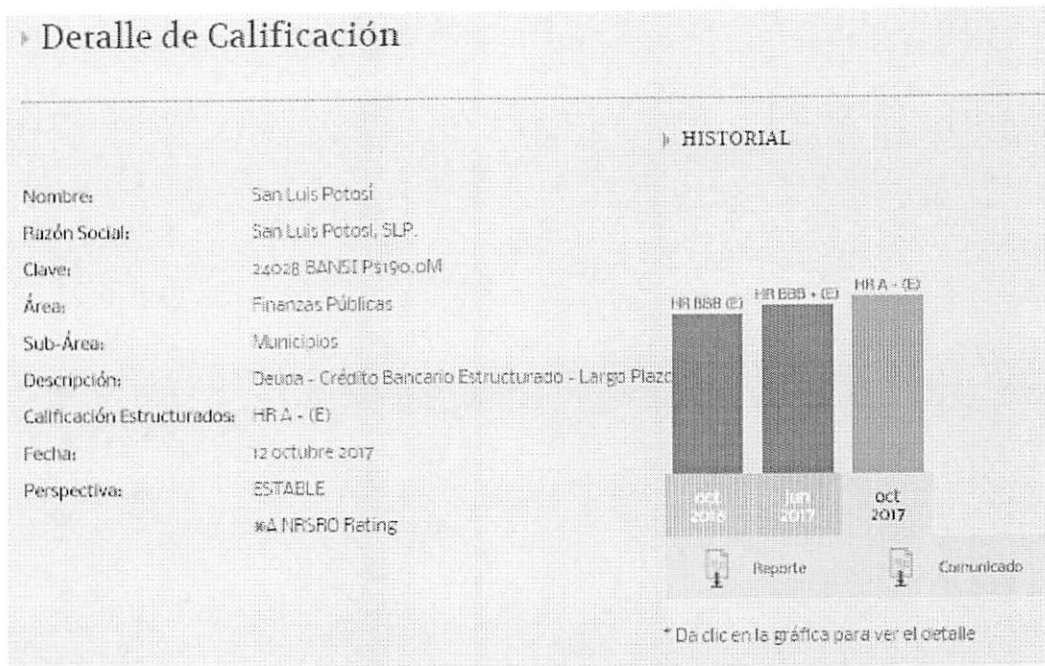 Detalle de Calificación
HISTORIAL
Nombre: San Luis Potosí
Razón Social: San Luis Potosí, SLP.
Clave: 24028 BANSI Ps190.0M
Área: Finanzas Públicas
Sub-Área: Municipios
Descripción: Deuda - Crédito Bancario Estructurado - Largo Plazo
Calificación Estructurados: HR A - (E)
Fecha: 12 octubre 2017
Perspectiva: ESTABLE
*A NRSRO Rating
HR BBB (E) HR BBB + (E) HR A - (E)
oct jun oct
2016 2017 2017
Reporte Comunicado
* Da clic en la gráfica para ver el detalle